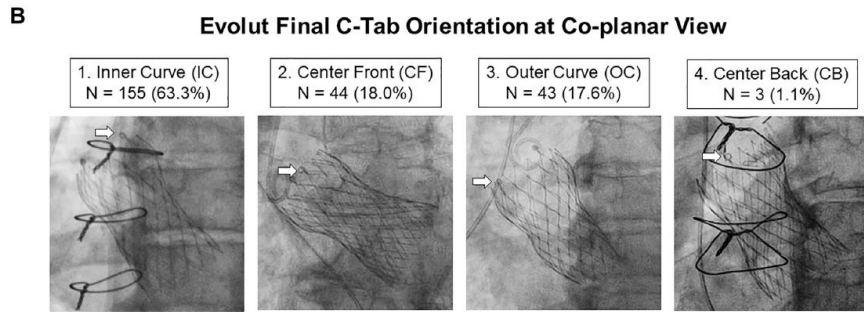 B
Evolut Final C-Tab Orientation at Co-planar View
1. Inner Curve (IC)
N = 155 (63.3%)
2. Center Front (CF)
N = 44 (18.0%)
3. Outer Curve (OC)
N = 43 (17.6%)
4. Center Back (CB)
N = 3 (1.1%)